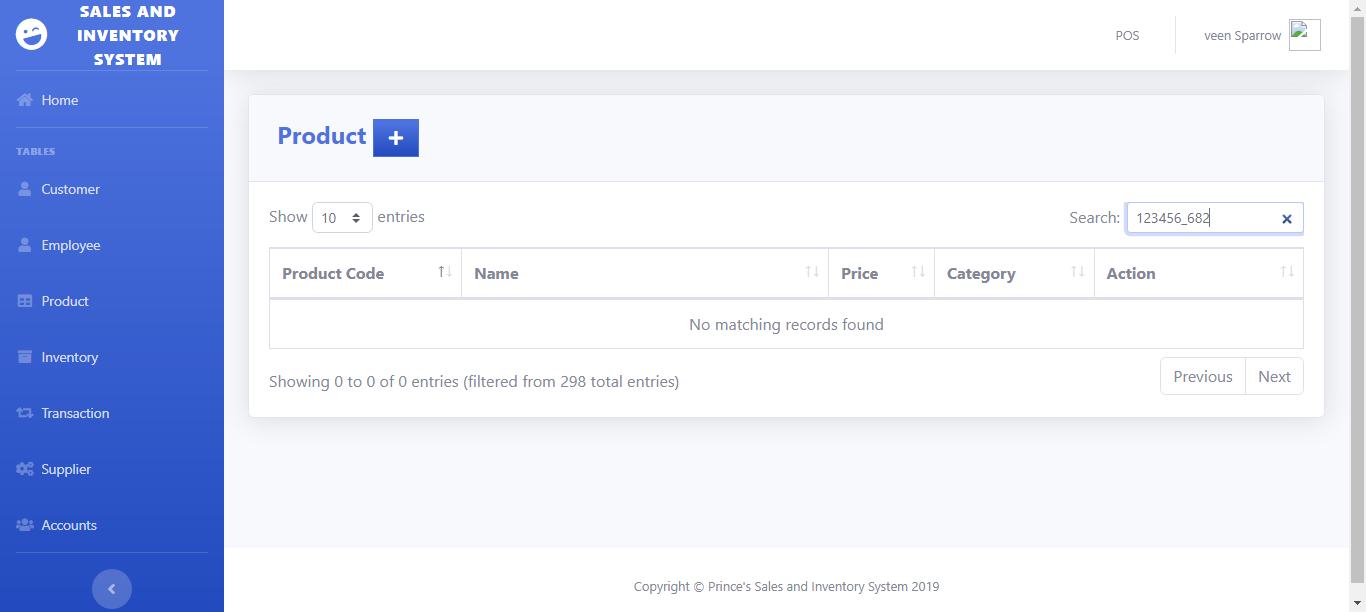 SALES AND
INVENTORY
SYSTEM
POS
veen Sparrow
Home
TABLES
Customer
Employee
Product
Inventory
Transaction
Supplier
Accounts
Product
Show 10 entries
Search: 123456_682
Product Code Name Price Category Action
No matching records found
Showing 0 to 0 of 0 entries (filtered from 298 total entries)
Previous Next
Copyright © Prince's Sales and Inventory System 2019